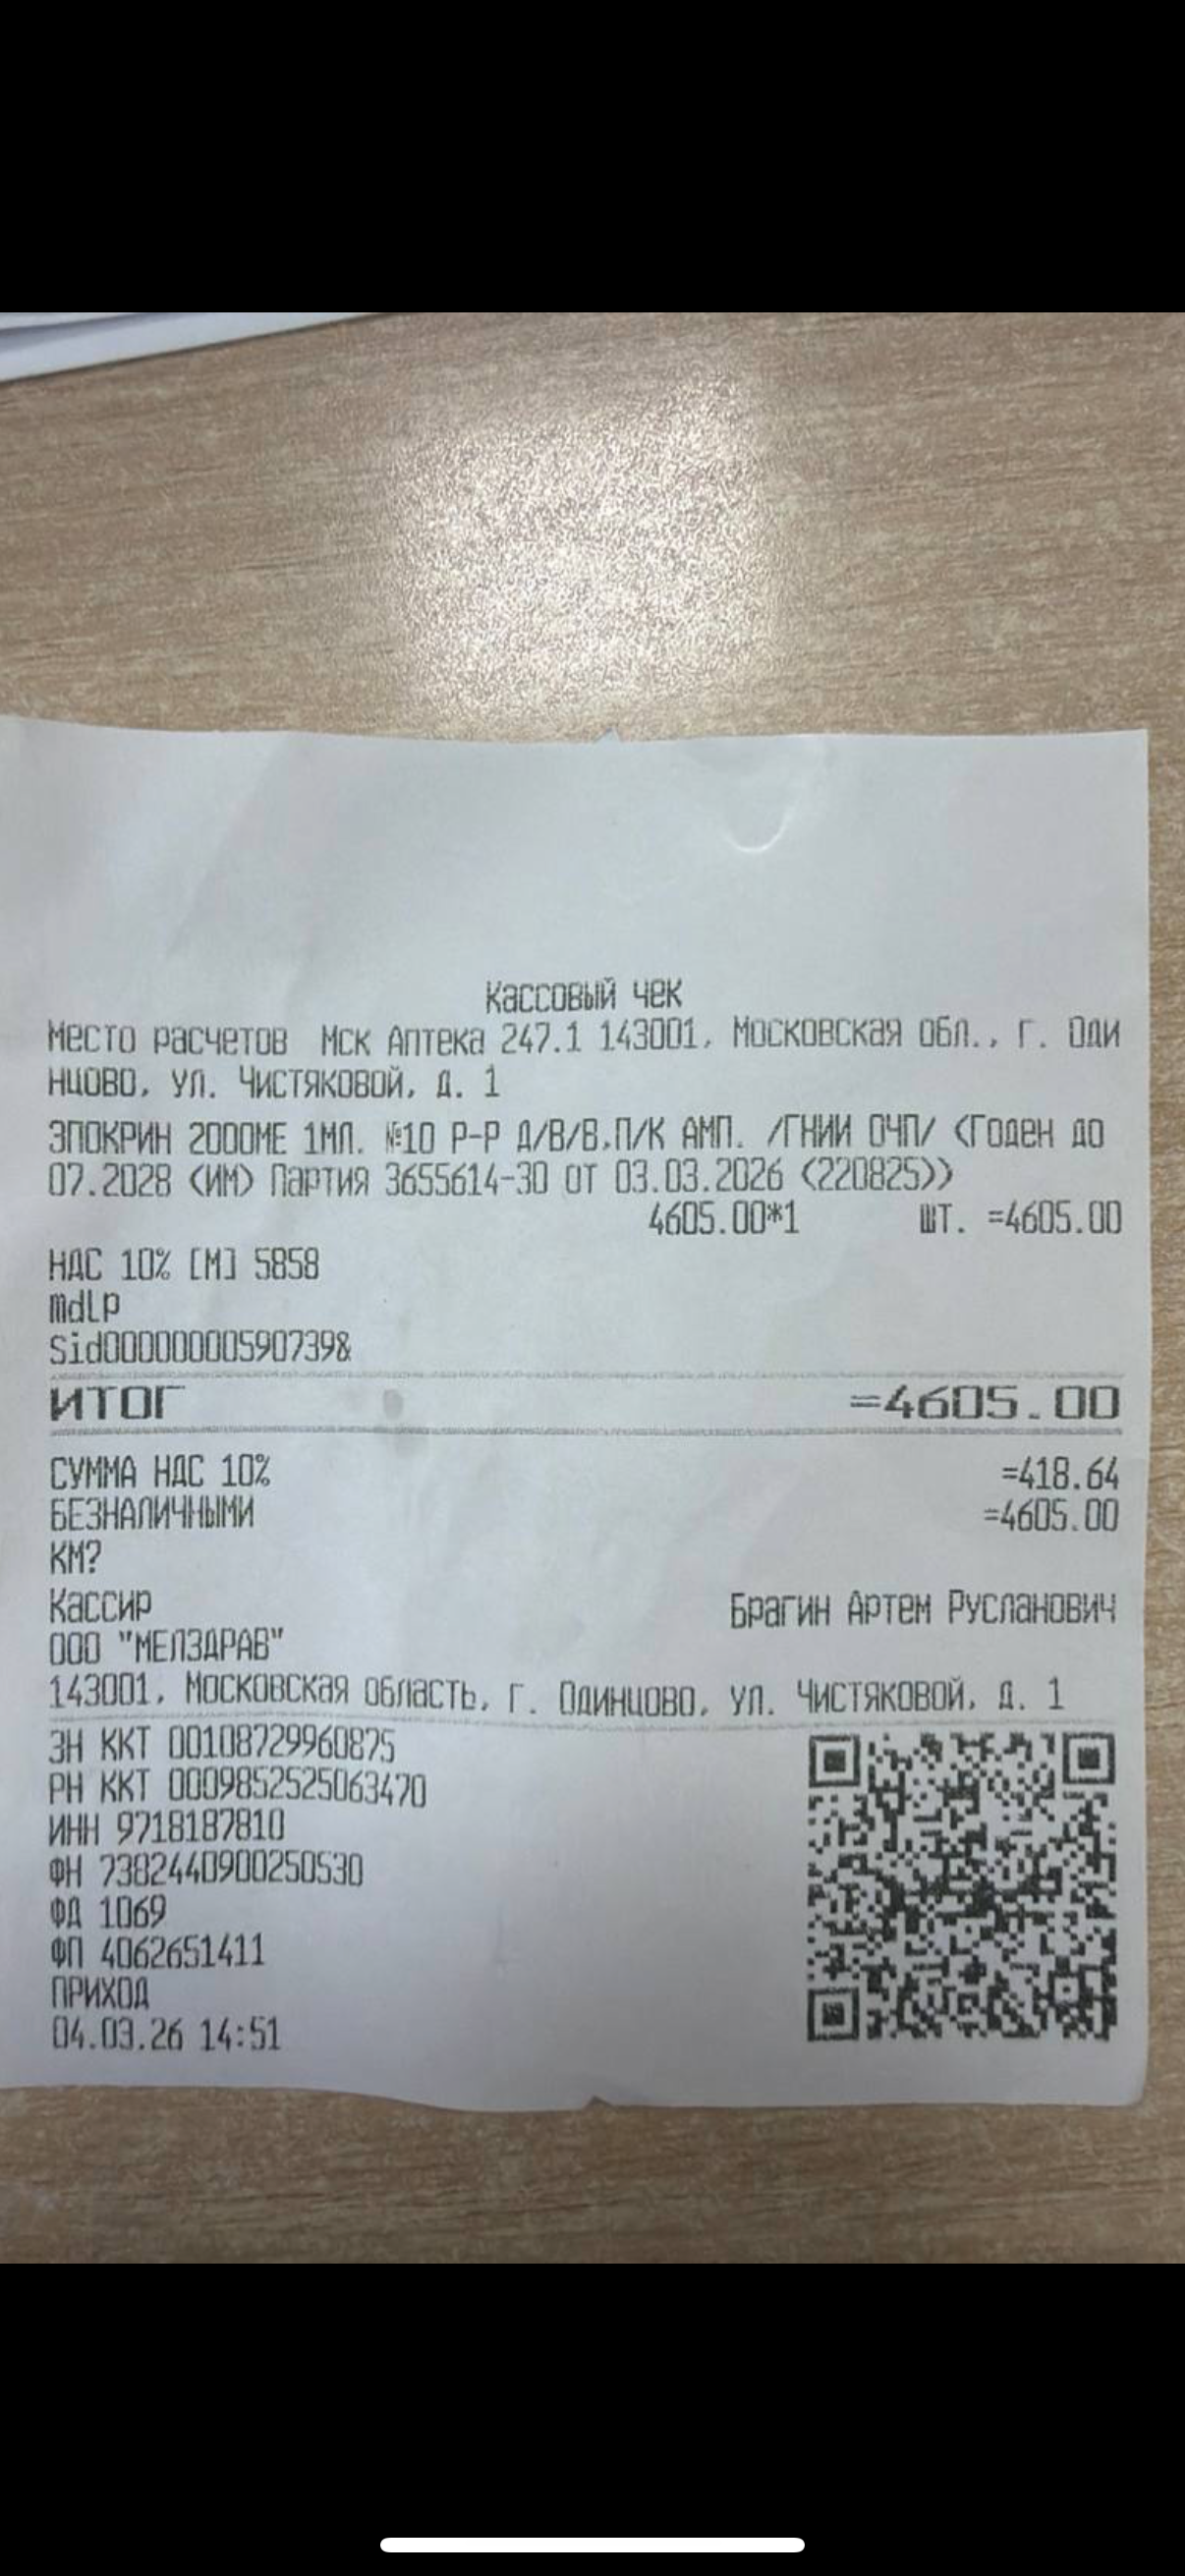 Кассовый чек
Место расчетов Мск Аптека 247.1 143001, Московская обл., г. Оди
нцово, ул. Чистяковой, д. 1
ЭПОКРИН 2000МЕ 1МЛ. №10 Р-Р Д/В/В,П/К АМП. /ГНИИ ОЧП/ <Годен до
07.2028 <ИМ> Партия 3655614-30 от 03.03.2026 (220825)>
4605.00*1 шт. =4605.00
НДС 10% [М] 5858
mdlp
Sid00000000590739&
ИТОГ =4605.00
СУММА НДС 10% =418.64
БЕЗНАЛИЧНЫМИ =4605.00
КМ?
Кассир Брагин Артем Русланович
ООО "МЕЛЗДРАВ"
143001, Московская область, г. Одинцово, ул. Чистяковой, д. 1
ЗН ККТ 00108729960875
РН ККТ 0009852525063470
ИНН 9718187810
ФН 7382440900250530
ФД 1069
ФП 4062651411
ПРИХОД
04.03.26 14:51